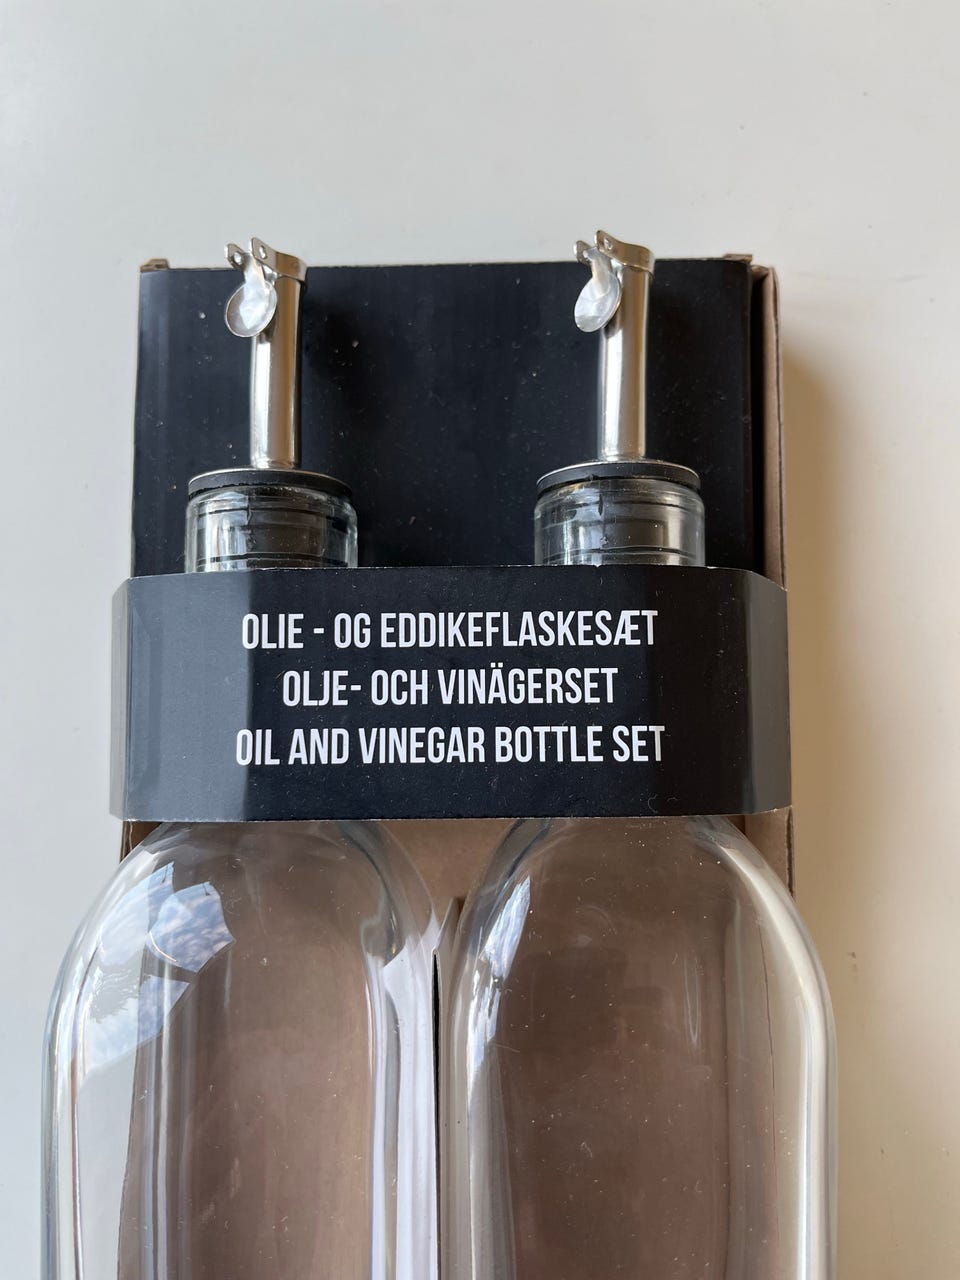 OLIE - OG EDDIKEFLASKESÆT
OLJE- OCH VINÄGERSET
OIL AND VINEGAR BOTTLE SET